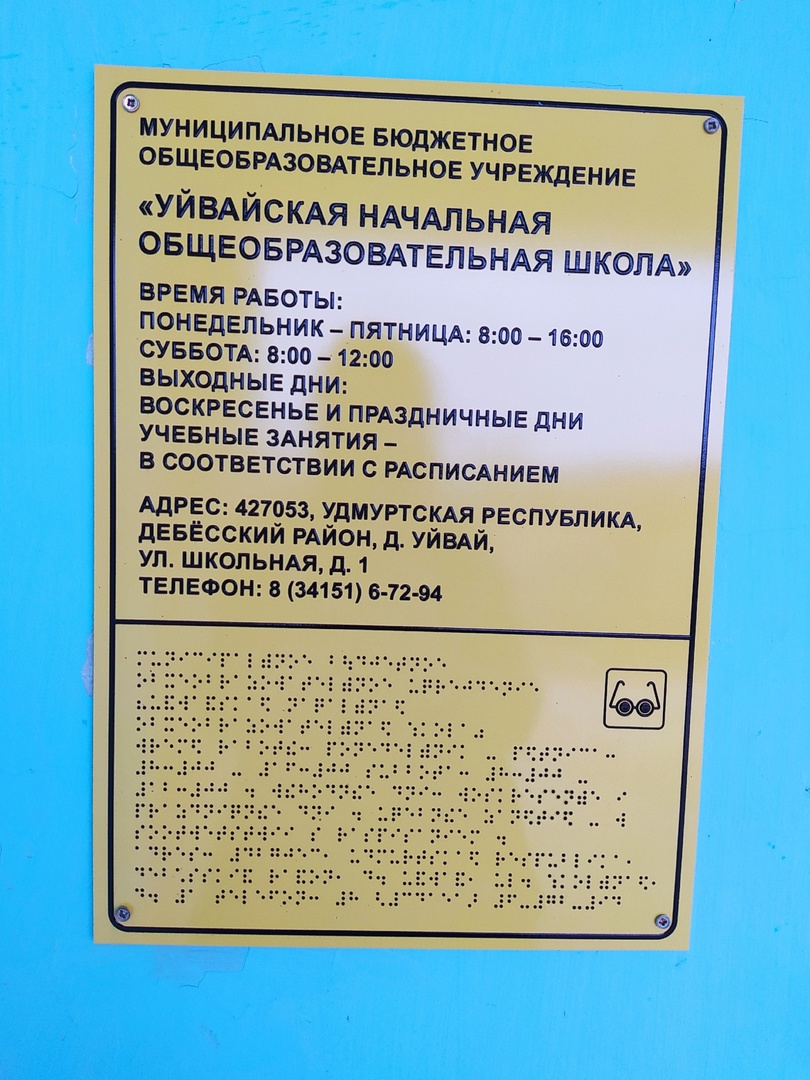 МУНИЦИПАЛЬНОЕ БЮДЖЕТНОЕ
ОБЩЕОБРАЗОВАТЕЛЬНОЕ УЧРЕЖДЕНИЕ
«УЙВАЙСКАЯ НАЧАЛЬНАЯ
ОБЩЕОБРАЗОВАТЕЛЬНАЯ ШКОЛА»
ВРЕМЯ РАБОТЫ:
ПОНЕДЕЛЬНИК – ПЯТНИЦА: 8:00 – 16:00
СУББОТА: 8:00 – 12:00
ВЫХОДНЫЕ ДНИ:
ВОСКРЕСЕНЬЕ И ПРАЗДНИЧНЫЕ ДНИ
УЧЕБНЫЕ ЗАНЯТИЯ –
В СООТВЕТСТВИИ С РАСПИСАНИЕМ
АДРЕС: 427053, УДМУРТСКАЯ РЕСПУБЛИКА,
ДЕБЁССКИЙ РАЙОН, Д. УЙВАЙ,
УЛ. ШКОЛЬНАЯ, Д. 1
ТЕЛЕФОН: 8 (34151) 6-72-94